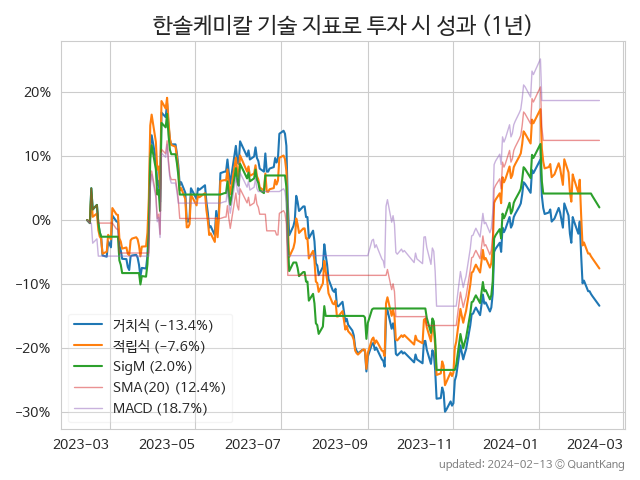 한솔케미칼 기술 지표로 투자 시 성과 (1년)
20%
10%
0%
−10%
−20%
−30%
거치식 (−13.4%)
적립식 (−7.6%)
SigM (2.0%)
SMA(20) (12.4%)
MACD (18.7%)
2023-03 2023-05 2023-07 2023-09 2023-11 2024-01 2024-03
updated: 2024-02-13 © QuantKang